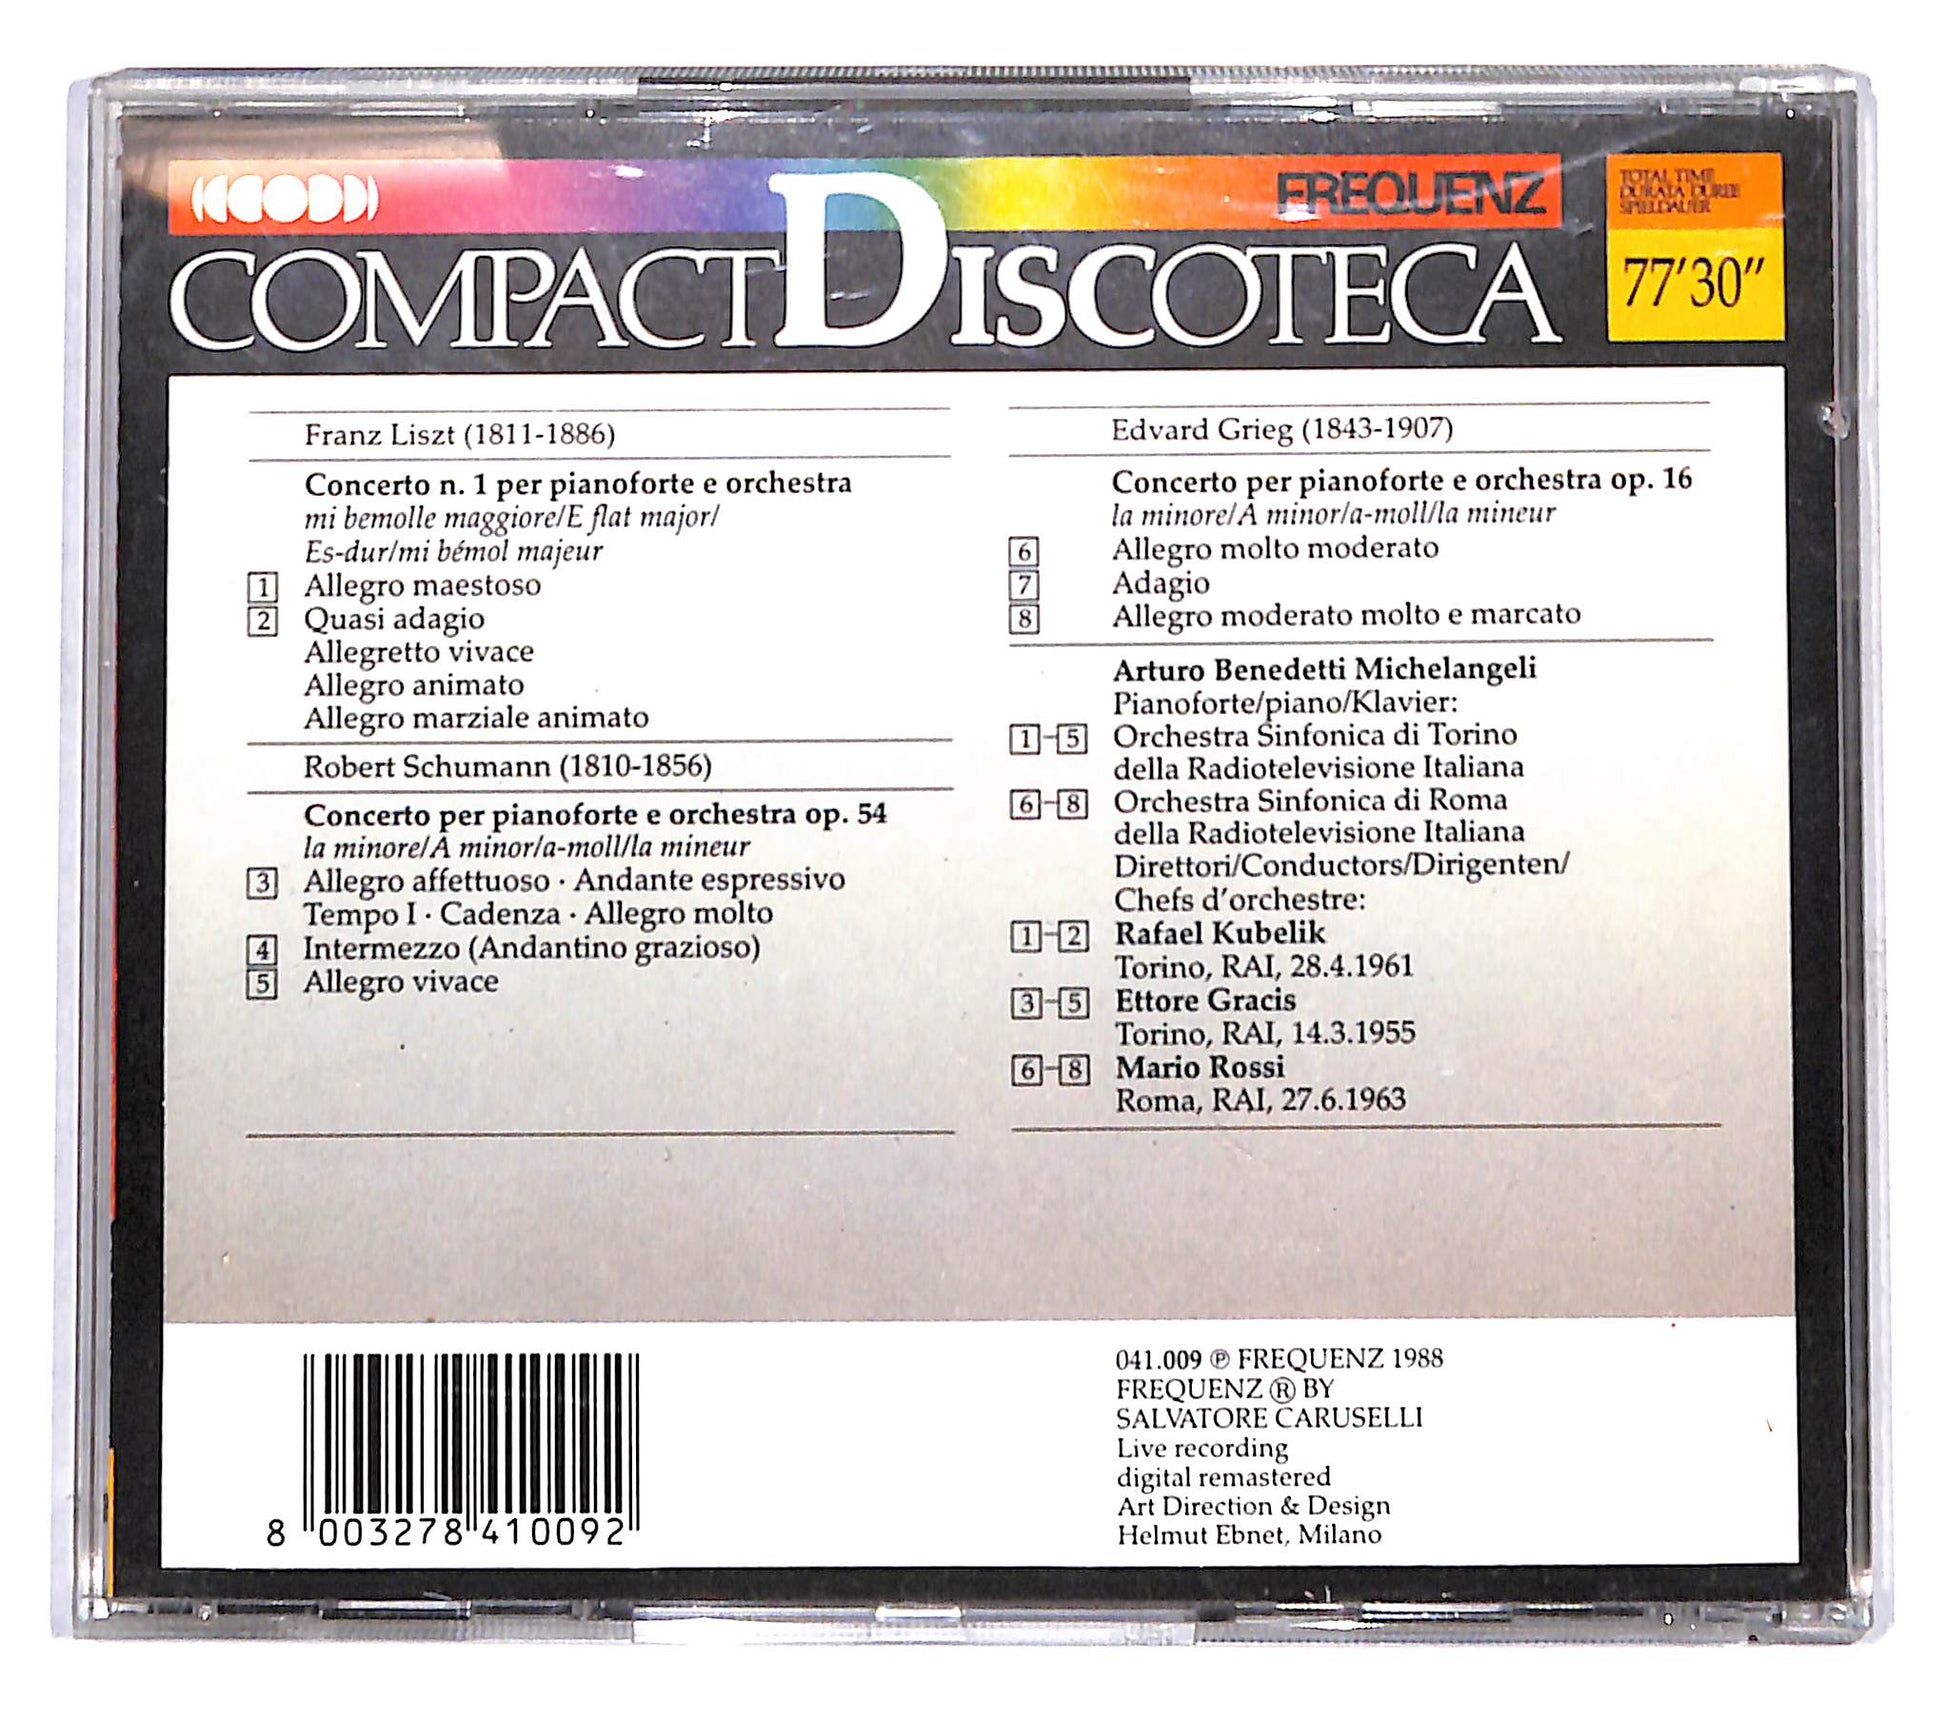 FREQUENZ
COMPACT DISCOTECA
TOTAL TIME
DURATA DUREE
SPIELDAUER
77'30"
Franz Liszt (1811-1886)
Concerto n. 1 per pianoforte e orchestra
mi bemolle maggiore/E flat major/
Es-dur/mi bémol majeur
1 Allegro maestoso
2 Quasi adagio
Allegretto vivace
Allegro animato
Allegro marziale animato
Robert Schumann (1810-1856)
Concerto per pianoforte e orchestra op. 54
la minore/A minor/a-moll/la mineur
3 Allegro affettuoso · Andante espressivo
Tempo I · Cadenza · Allegro molto
4 Intermezzo (Andantino grazioso)
5 Allegro vivace
Edvard Grieg (1843-1907)
Concerto per pianoforte e orchestra op. 16
la minore/A minor/a-moll/la mineur
6 Allegro molto moderato
7 Adagio
8 Allegro moderato molto e marcato
Arturo Benedetti Michelangeli
Pianoforte/piano/Klavier:
1-5 Orchestra Sinfonica di Torino
della Radiotelevisione Italiana
6-8 Orchestra Sinfonica di Roma
della Radiotelevisione Italiana
Direttori/Conductors/Dirigenten/
Chefs d'orchestre:
1-2 Rafael Kubelik
Torino, RAI, 28.4.1961
3-5 Ettore Gracis
Torino, RAI, 14.3.1955
6-8 Mario Rossi
Roma, RAI, 27.6.1963
8 003278 410092
041.009 ℗ FREQUENZ 1988
FREQUENZ ® BY
SALVATORE CARUSELLI
Live recording
digital remastered
Art Direction & Design
Helmut Ebnet, Milano